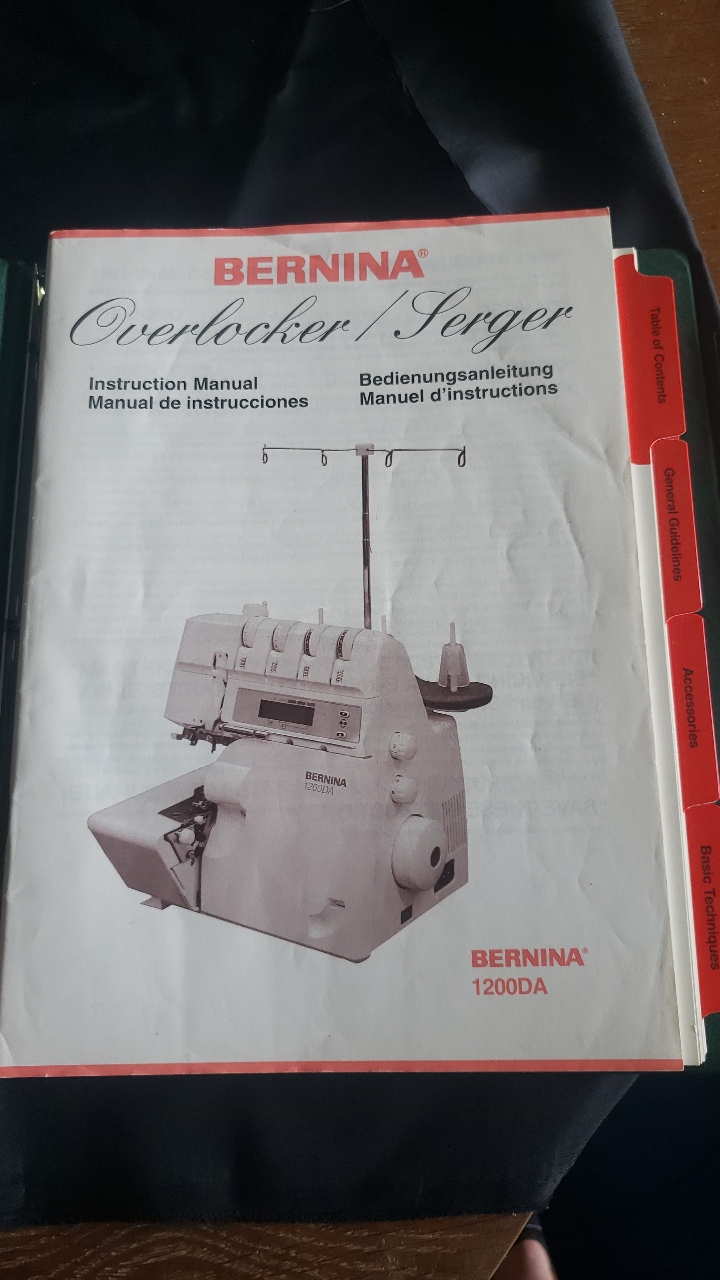 BERNINA®
Overlocker / Serger
Instruction Manual
Manual de instrucciones
Bedienungsanleitung
Manuel d'instructions
BERNINA
1200DA
BERNINA®
1200DA
Table of Contents
General Guidelines
Accessories
Basic Techniques